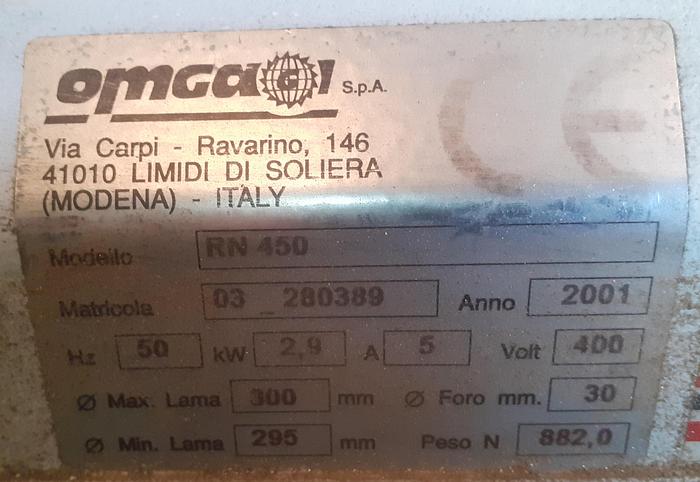 omga S.p.A.
CE
Via Carpi - Ravarino, 146
41010 LIMIDI DI SOLIERA
(MODENA) - ITALY
Modello RN 450
Matricola 03_280389 Anno 2001
Hz 50 kW 2,9 A 5 Volt 400
Ø Max. Lama 300 mm Ø Foro mm. 30
Ø Min. Lama 295 mm Peso N 882,0